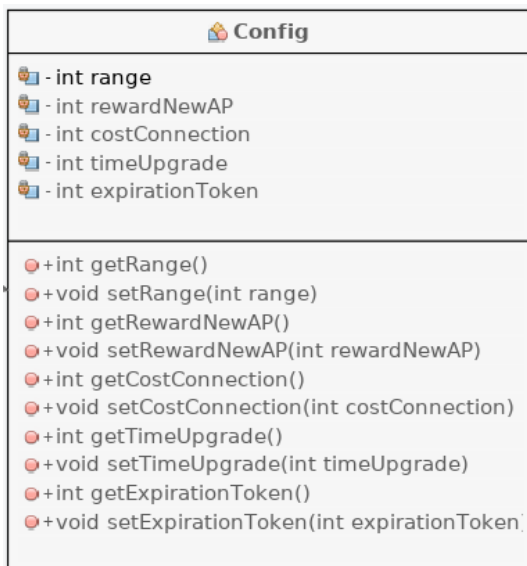 Config
- int range
- int rewardNewAP
- int costConnection
- int timeUpgrade
- int expirationToken
+int getRange()
+void setRange(int range)
+int getRewardNewAP()
+void setRewardNewAP(int rewardNewAP)
+int getCostConnection()
+void setCostConnection(int costConnection)
+int getTimeUpgrade()
+void setTimeUpgrade(int timeUpgrade)
+int getExpirationToken()
+void setExpirationToken(int expirationToken)